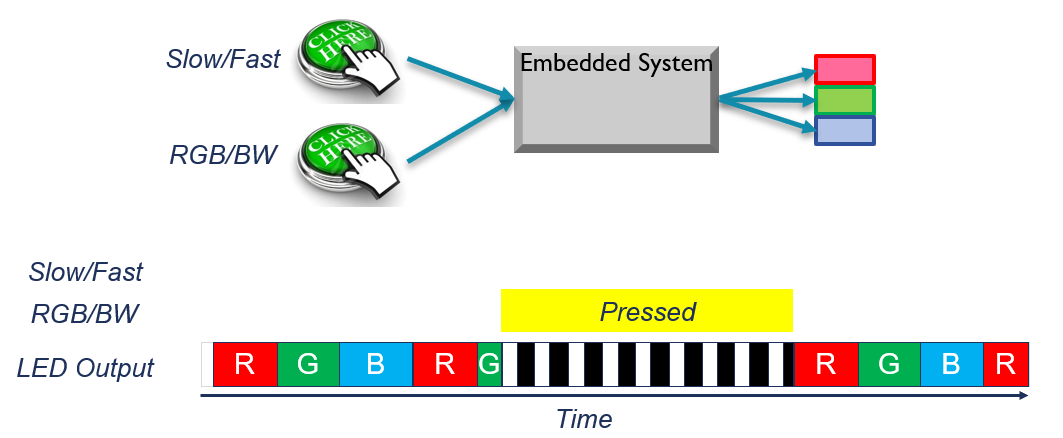 Slow/Fast
CLICK
HERE
Embedded System
RGB/BW
CLICK
HERE
Slow/Fast
RGB/BW
Pressed
LED Output
R G B R G R G B R
Time